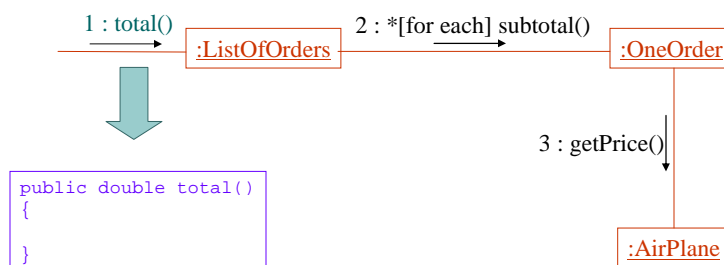 1 : total()
2 : *[for each] subtotal()
:ListOfOrders
:OneOrder
3 : getPrice()
public double total()
{
}
:AirPlane